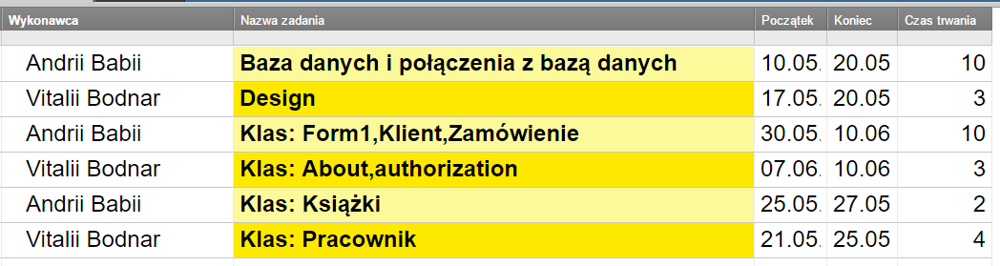 Wykonawca Nazwa zadania Początek Koniec Czas trwania
Andrii Babii Baza danych i połączenia z bazą danych 10.05. 20.05 10
Vitalii Bodnar Design 17.05. 20.05 3
Andrii Babii Klas: Form1,Klient,Zamówienie 30.05. 10.06 10
Vitalii Bodnar Klas: About,authorization 07.06. 10.06 3
Andrii Babii Klas: Książki 25.05. 27.05 2
Vitalii Bodnar Klas: Pracownik 21.05. 25.05 4